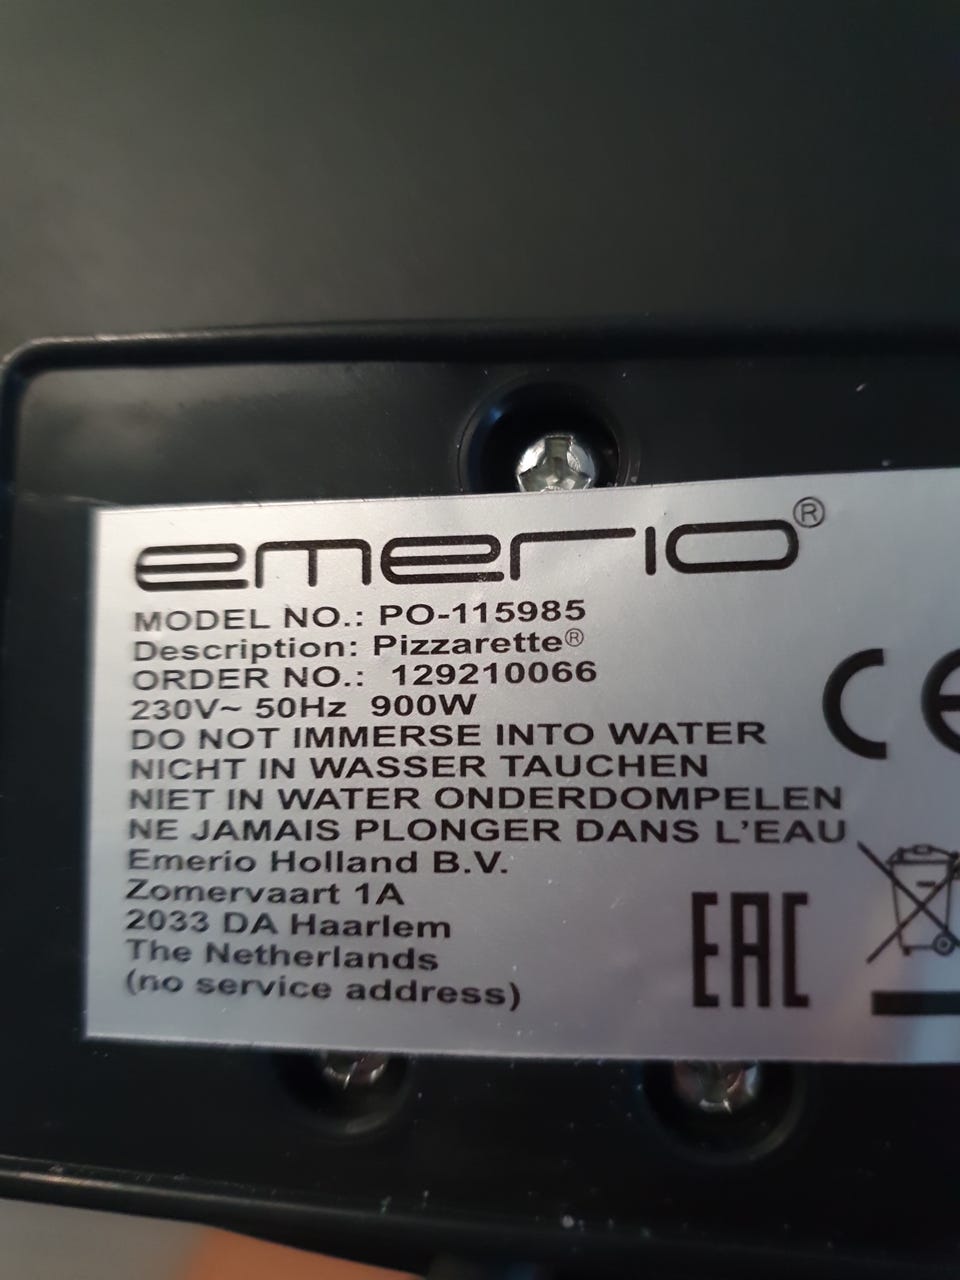 emerio®
MODEL NO.: PO-115985
Description: Pizzarette®
ORDER NO.: 129210066
230V~ 50Hz 900W
DO NOT IMMERSE INTO WATER
NICHT IN WASSER TAUCHEN
NIET IN WATER ONDERDOMPELEN
NE JAMAIS PLONGER DANS L'EAU
Emerio Holland B.V.
Zomervaart 1A
2033 DA Haarlem
The Netherlands
(no service address)
CE
EAC